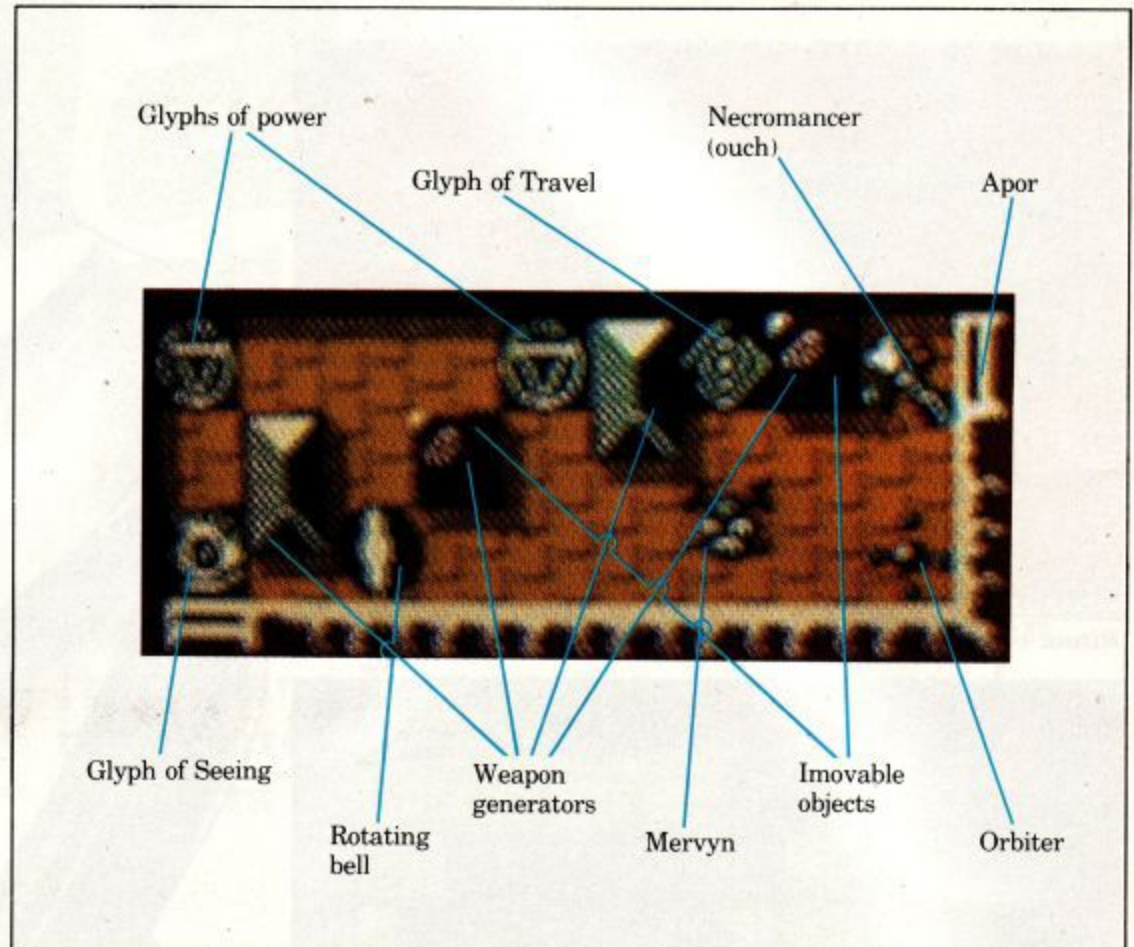 Glyphs of power
Necromancer
(ouch)
Glyph of Travel
Apor
Glyph of Seeing
Weapon
generators
Imovable
objects
Rotating
bell
Mervyn
Orbiter